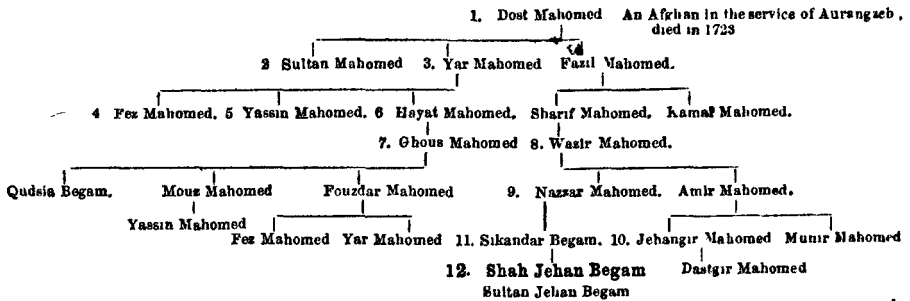 1. Dost Mahomed An Afghan in the service of Aurangzeb,
died in 1723
2 Sultan Mahomed 3. Yar Mahomed Fazil Mahomed.
4 Fez Mahomed. 5 Yassin Mahomed. 6 Hayat Mahomed. Sharif Mahomed. Kamal Mahomed.
7. Ghous Mahomed 8. Wazir Mahomed.
Qudsia Begam. Mouz Mahomed Fouzdar Mahomed 9. Nazzar Mahomed. Amir Mahomed.
Yassin Mahomed
Fez Mahomed Yar Mahomed 11. Sikandar Begam. 10. Jehangir Mahomed Munir Mahomed
12. Shah Jehan Begam Dastgir Mahomed
Sultan Jehan Begam